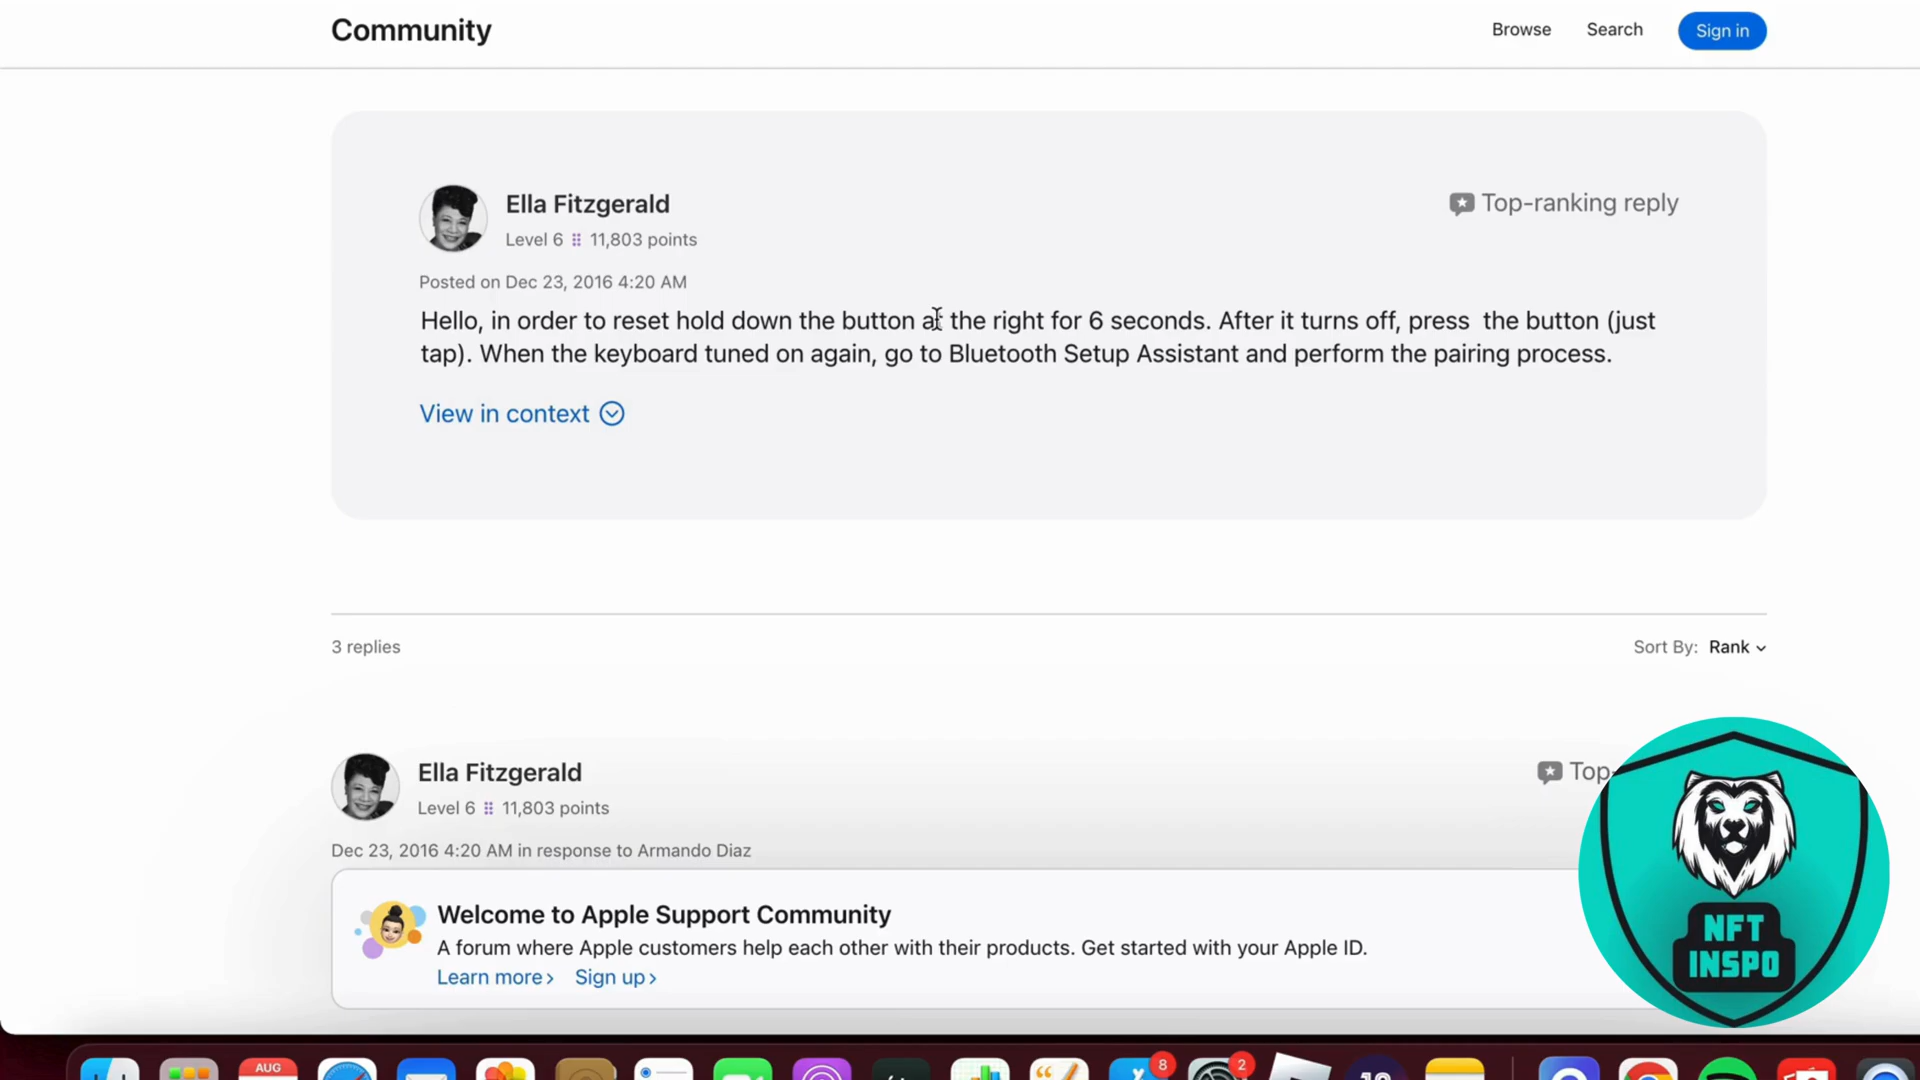 Community
Browse
Search
Sign in
Ella Fitzgerald
Top-ranking reply
Level 6 11,803 points
Posted on Dec 23, 2016 4:20 AM
Hello, in order to reset hold down the button at the right for 6 seconds. After it turns off, press the button (just
tap). When the keyboard tuned on again, go to Bluetooth Setup Assistant and perform the pairing process.
View in context
3 replies
Sort By: Rank
Ella Fitzgerald
Top-
Level 6 11,803 points
Dec 23, 2016 4:20 AM in response to Armando Diaz
Welcome to Apple Support Community
A forum where Apple customers help each other with their products. Get started with your Apple ID.
Learn more
Sign up
NFT
INSPO
AUG
8
2